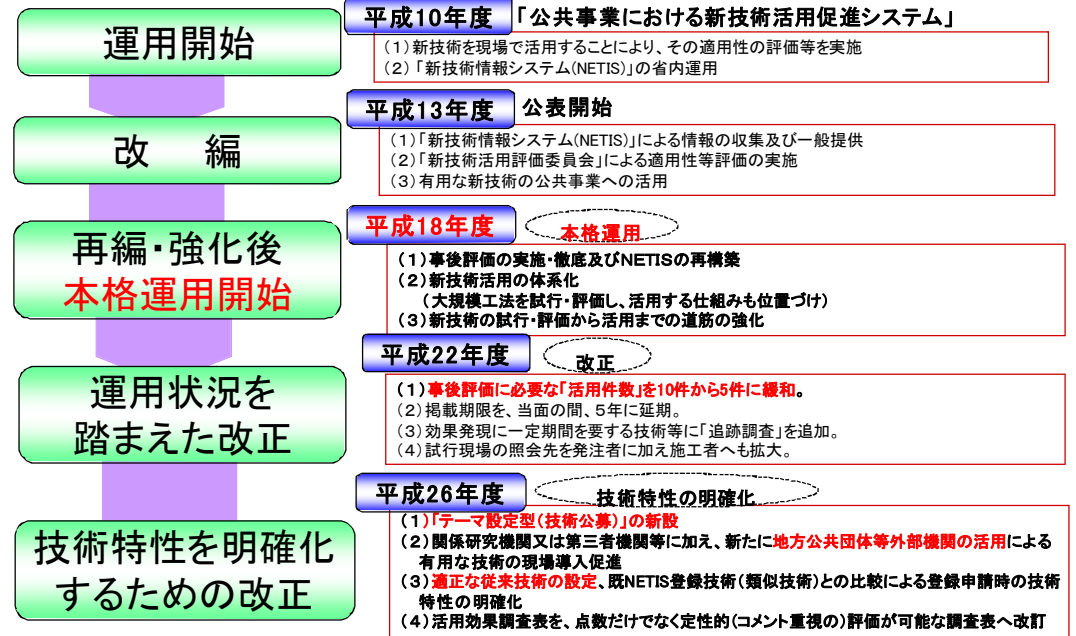 運用開始
平成10年度 「公共事業における新技術活用促進システム」
(1)新技術を現場で活用することにより、その適用性の評価等を実施
(2)「新技術情報システム(NETIS)」の省内運用
改　編
平成13年度 公表開始
(1)「新技術情報システム(NETIS)」による情報の収集及び一般提供
(2)「新技術活用評価委員会」による適用性等評価の実施
(3)有用な新技術の公共事業への活用
再編・強化後
本格運用開始
平成18年度 本格運用
(1)事後評価の実施・徹底及びNETISの再構築
(2)新技術活用の体系化
(大規模工法を試行・評価し、活用する仕組みも位置づけ)
(3)新技術の試行・評価から活用までの道筋の強化
運用状況を
踏まえた改正
平成22年度 改正
(1)事後評価に必要な「活用件数」を10件から5件に緩和。
(2)掲載期限を、当面の間、5年に延期。
(3)効果発現に一定期間を要する技術等に「追跡調査」を追加。
(4)試行現場の照会先を発注者に加え施工者へも拡大。
技術特性を明確化
するための改正
平成26年度 技術特性の明確化
(1)「テーマ設定型(技術公募)」の新設
(2)関係研究機関又は第三者機関等に加え、新たに地方公共団体等外部機関の活用による
有用な技術の現場導入促進
(3)適正な従来技術の設定、既NETIS登録技術(類似技術)との比較による登録申請時の技術
特性の明確化
(4)活用効果調査表を、点数だけでなく定性的(コメント重視の)評価が可能な調査表へ改訂